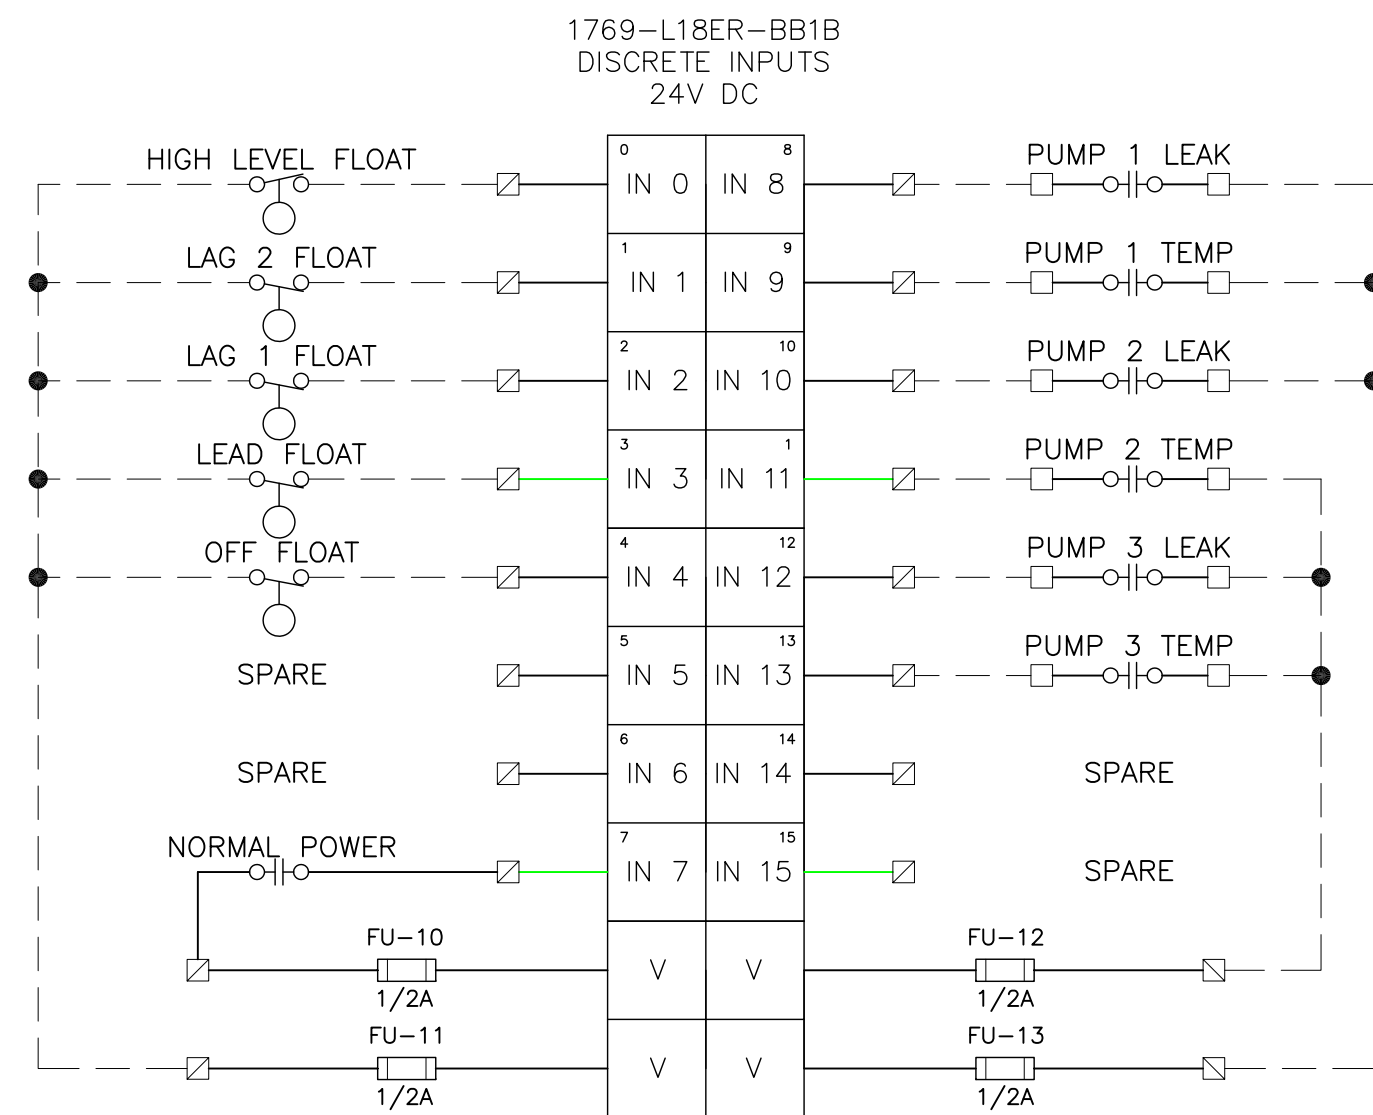 1769-L18ER-BB1B
DISCRETE INPUTS
24V DC
HIGH LEVEL FLOAT
0
IN 0
8
IN 8
PUMP 1 LEAK
LAG 2 FLOAT
1
IN 1
9
IN 9
PUMP 1 TEMP
LAG 1 FLOAT
2
IN 2
10
IN 10
PUMP 2 LEAK
LEAD FLOAT
3
IN 3
1
IN 11
PUMP 2 TEMP
OFF FLOAT
4
IN 4
12
IN 12
PUMP 3 LEAK
SPARE
5
IN 5
13
IN 13
PUMP 3 TEMP
SPARE
6
IN 6
14
IN 14
SPARE
NORMAL POWER
7
IN 7
15
IN 15
SPARE
FU-10
1/2A
V
V
FU-12
1/2A
FU-11
1/2A
V
V
FU-13
1/2A